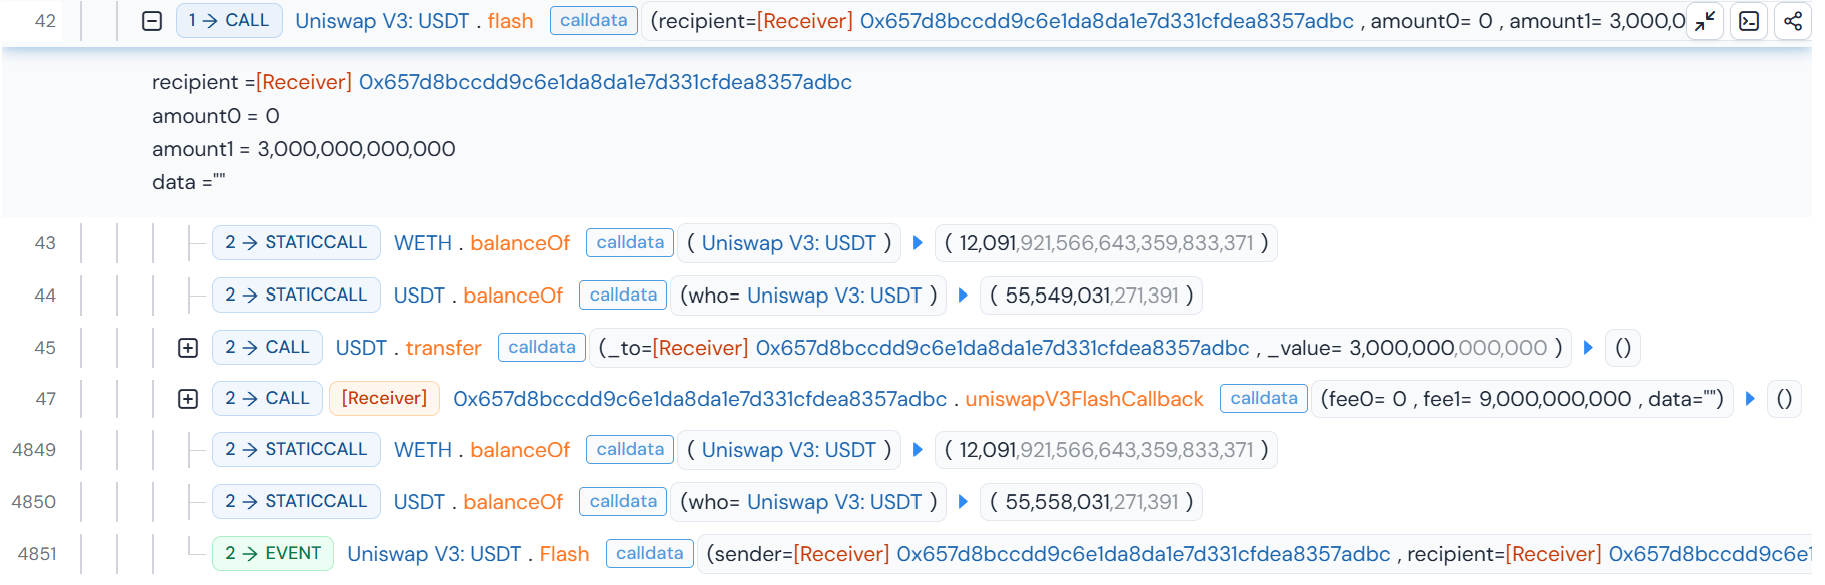 42 1 → CALL Uniswap V3: USDT . flash calldata (recipient=[Receiver] 0x657d8bccdd9c6e1da8da1e7d331cfdea8357adbc , amount0= 0 , amount1= 3,000,0
recipient =[Receiver] 0x657d8bccdd9c6e1da8da1e7d331cfdea8357adbc
amount0 = 0
amount1 = 3,000,000,000,000
data =""
43 2 → STATICCALL WETH . balanceOf calldata ( Uniswap V3: USDT ) ( 12,091,921,566,643,359,833,371 )
44 2 → STATICCALL USDT . balanceOf calldata (who= Uniswap V3: USDT ) ( 55,549,031,271,391 )
45 2 → CALL USDT . transfer calldata (_to=[Receiver] 0x657d8bccdd9c6e1da8da1e7d331cfdea8357adbc , _value= 3,000,000,000,000 ) ()
47 2 → CALL [Receiver] 0x657d8bccdd9c6e1da8da1e7d331cfdea8357adbc . uniswapV3FlashCallback calldata (fee0= 0 , fee1= 9,000,000,000 , data="") ()
4849 2 → STATICCALL WETH . balanceOf calldata ( Uniswap V3: USDT ) ( 12,091,921,566,643,359,833,371 )
4850 2 → STATICCALL USDT . balanceOf calldata (who= Uniswap V3: USDT ) ( 55,558,031,271,391 )
4851 2 → EVENT Uniswap V3: USDT . Flash calldata (sender=[Receiver] 0x657d8bccdd9c6e1da8da1e7d331cfdea8357adbc , recipient=[Receiver] 0x657d8bccdd9c6e1